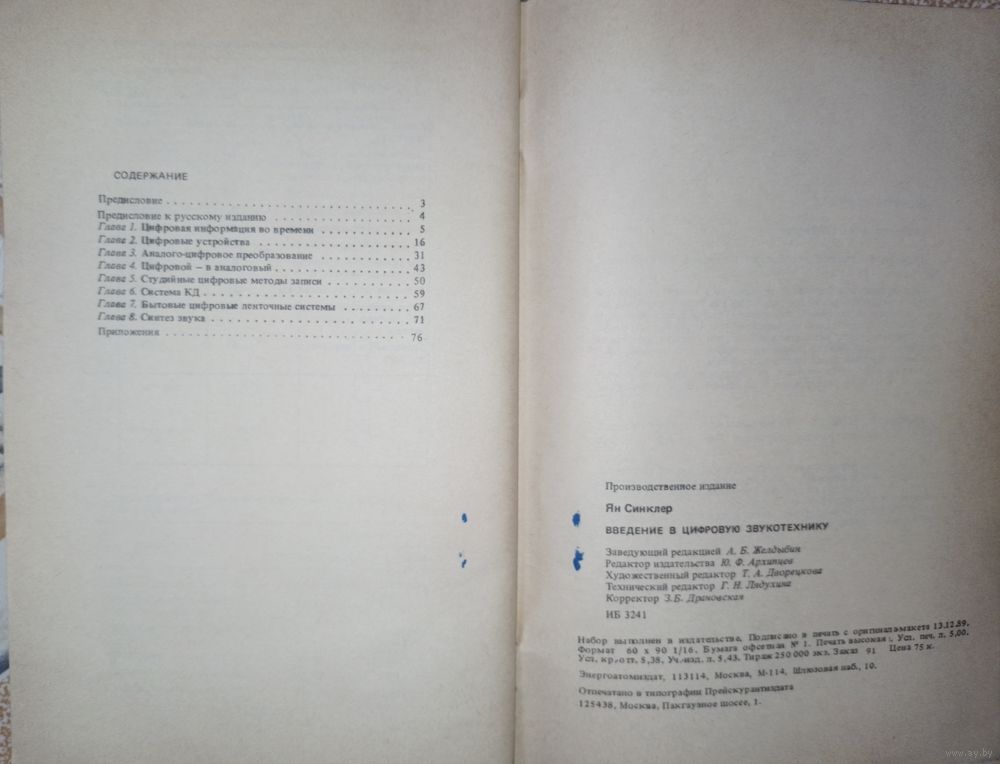 СОДЕРЖАНИЕ
Предисловие . . . . . . . . . . . . . . . . . . . . . . . . . . . . . . . . 3
Предисловие к русскому изданию . . . . . . . . . . . . . . . . . . 4
Глава 1. Цифровая информация во времени . . . . . . . . . . . . 5
Глава 2. Цифровые устройства . . . . . . . . . . . . . . . . . . . . 16
Глава 3. Аналого-цифровое преобразование . . . . . . . . . . . . 31
Глава 4. Цифровой – в аналоговый . . . . . . . . . . . . . . . . . 43
Глава 5. Студийные цифровые методы записи . . . . . . . . . . . 50
Глава 6. Система КД . . . . . . . . . . . . . . . . . . . . . . . . . . 59
Глава 7. Бытовые цифровые ленточные системы . . . . . . . . . 67
Глава 8. Синтез звука . . . . . . . . . . . . . . . . . . . . . . . . . 71
Приложения . . . . . . . . . . . . . . . . . . . . . . . . . . . . . . . 76
Производственное издание
Ян Синклер
ВВЕДЕНИЕ В ЦИФРОВУЮ ЗВУКОТЕХНИКУ
Заведующий редакцией А. Б. Желдыбин
Редактор издательства Ю. Ф. Архипцев
Художественный редактор Т. А. Дворецкова
Технический редактор Г. Н. Лядухина
Корректор З.Б. Драновская
ИБ 3241
Набор выполнен в издательстве. Подписано в печать с оригинал-макета 13.12.89.
Формат 60 х 90 1/16. Бумага офсетная № 1. Печать высокая. Усл. печ. л. 5,00.
Усл. кр.-отт. 5,38. Уч.-изд. л. 5,43. Тираж 250 000 экз. Заказ 91 Цена 75 к.
Энергоатомиздат, 113114, Москва, М-114, Шлюзовая наб., 10.
Отпечатано в типографии Прейскурантиздата
125438, Москва, Пакгаузное шоссе, 1.
www.ay.by